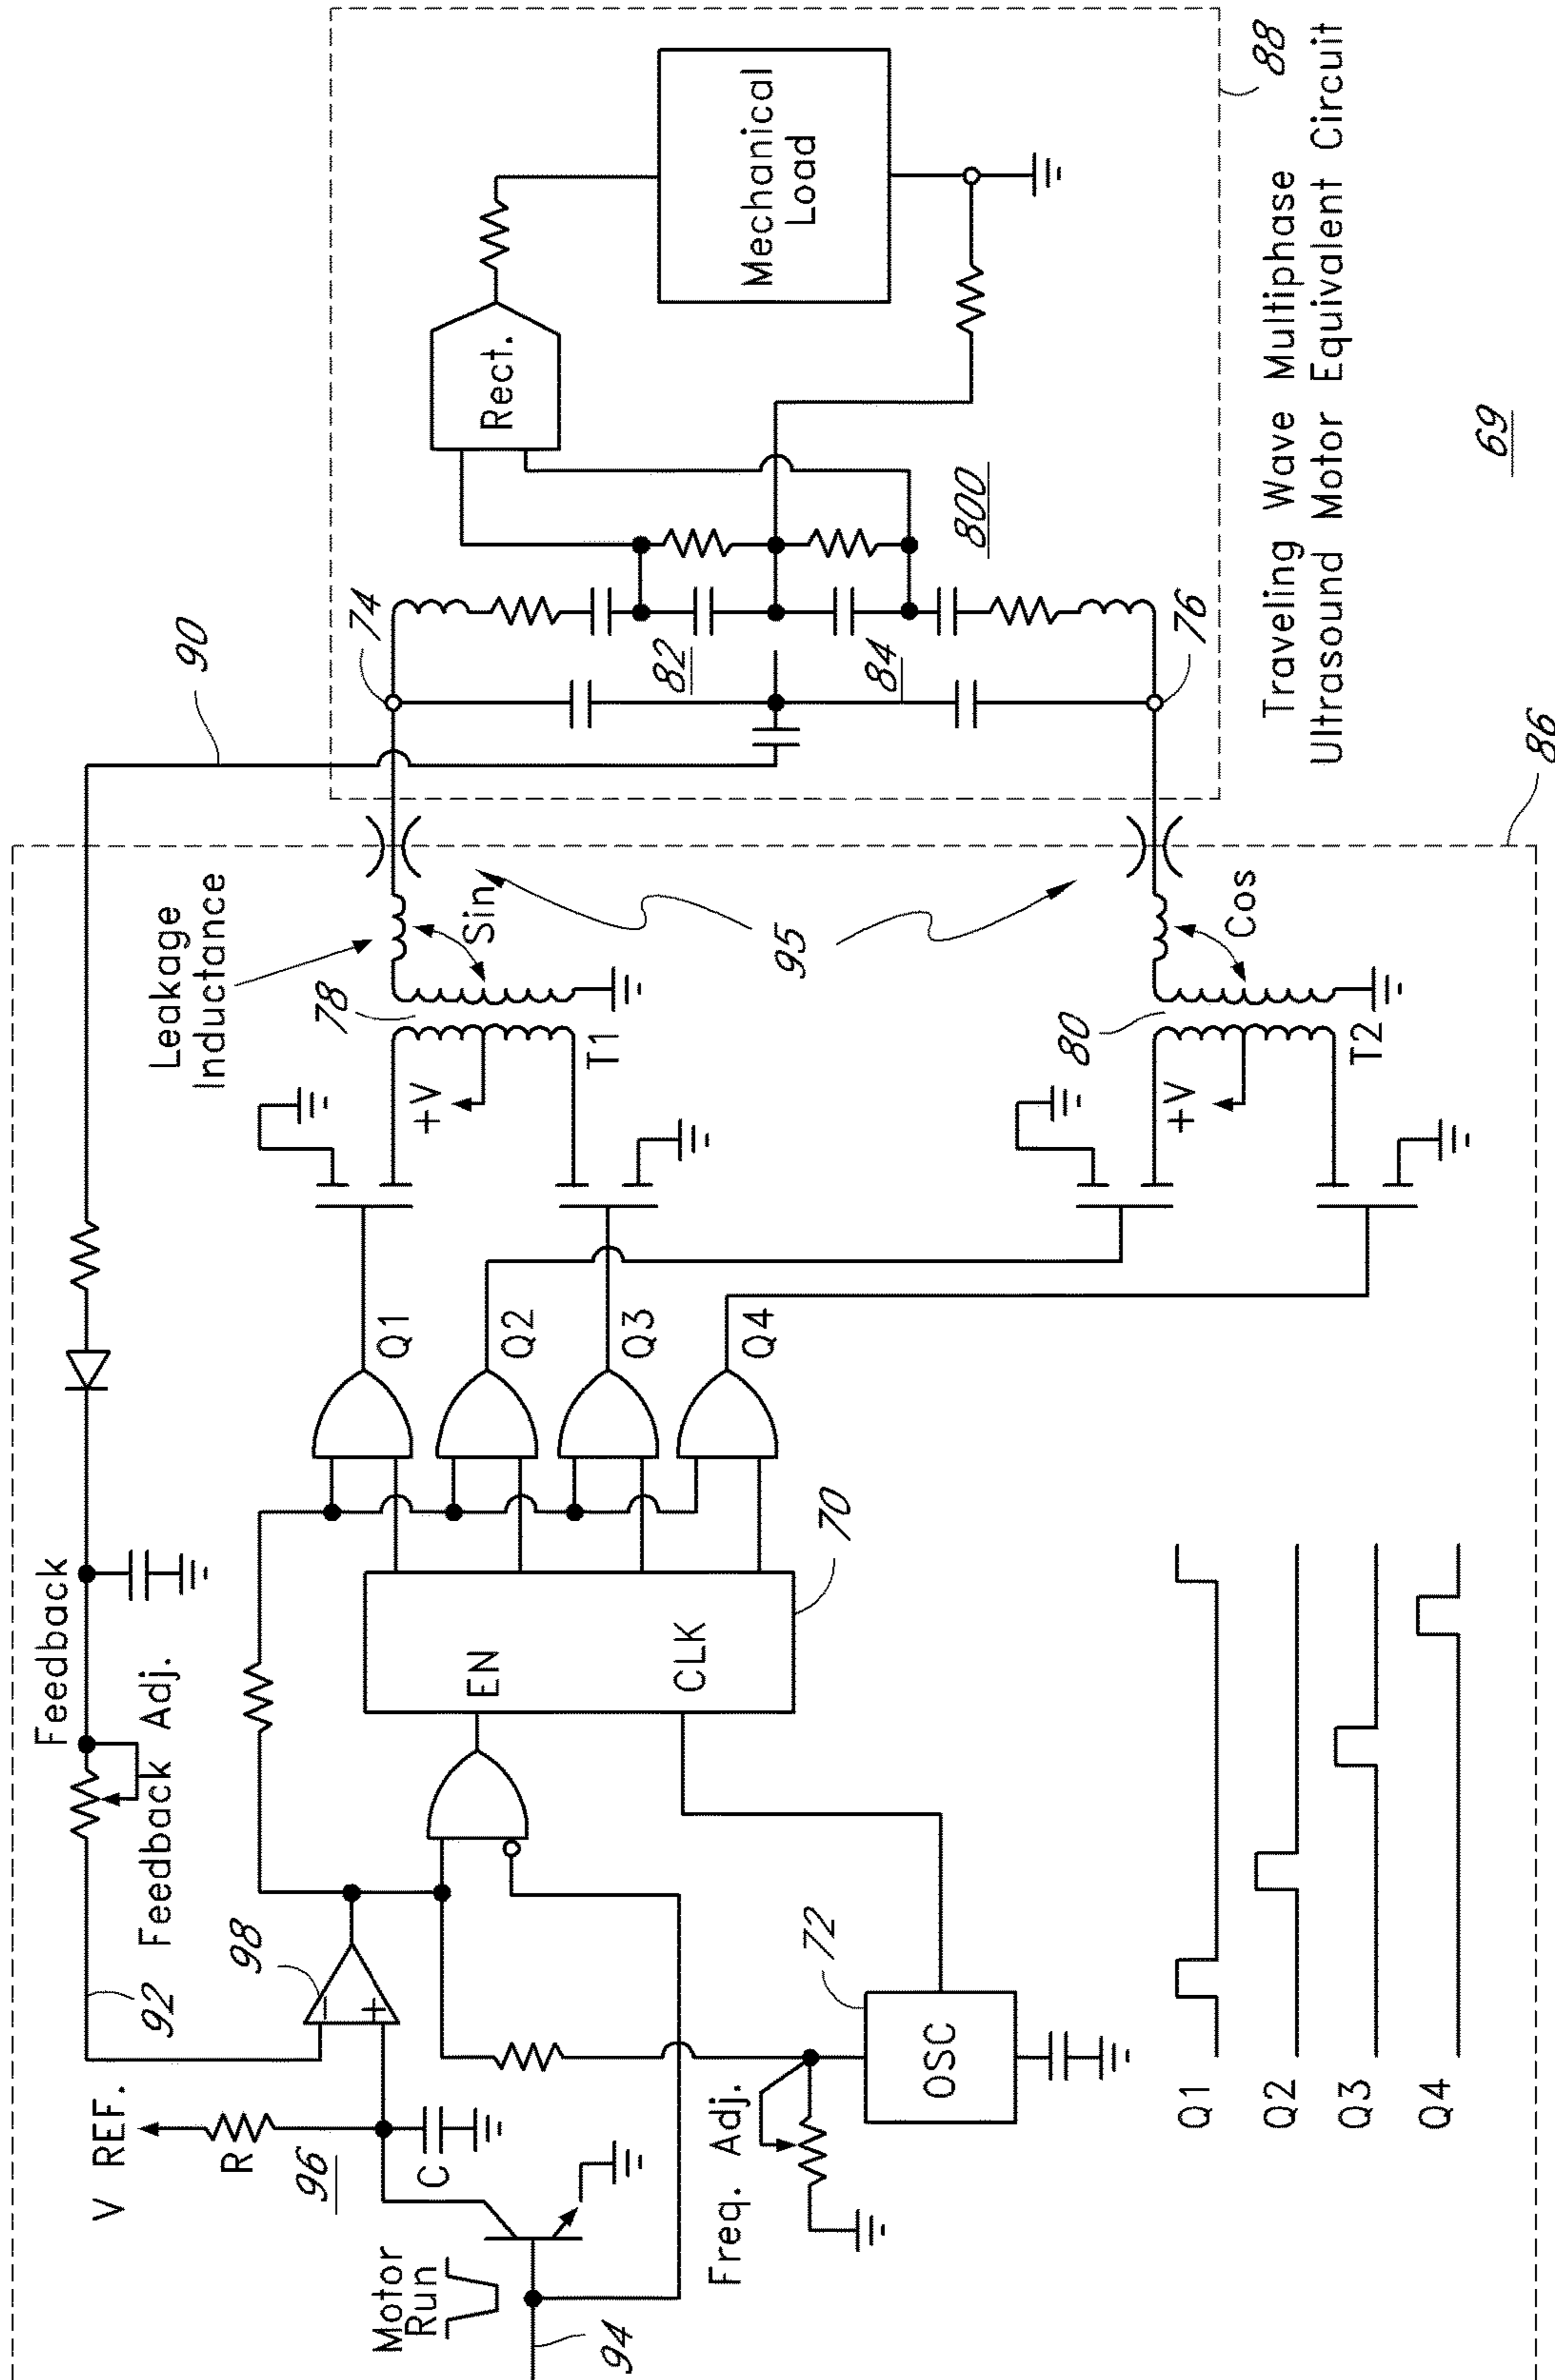 Feedback
Feedback Adj.
92
98
V REF.
R
96
C
Motor
Run
94
Freq. Adj.
72
OSC
EN
CLK
70
Q1
Q2
Q3
Q4
Leakage
Inductance
78
Sin
+V
T1
95
80
Cos
+V
T2
90
74
82
84
76
800
Rect.
Mechanical
Load
88
86
Traveling Wave Multiphase
Ultrasound Motor Equivalent Circuit
69
Q1
Q2
Q3
Q4